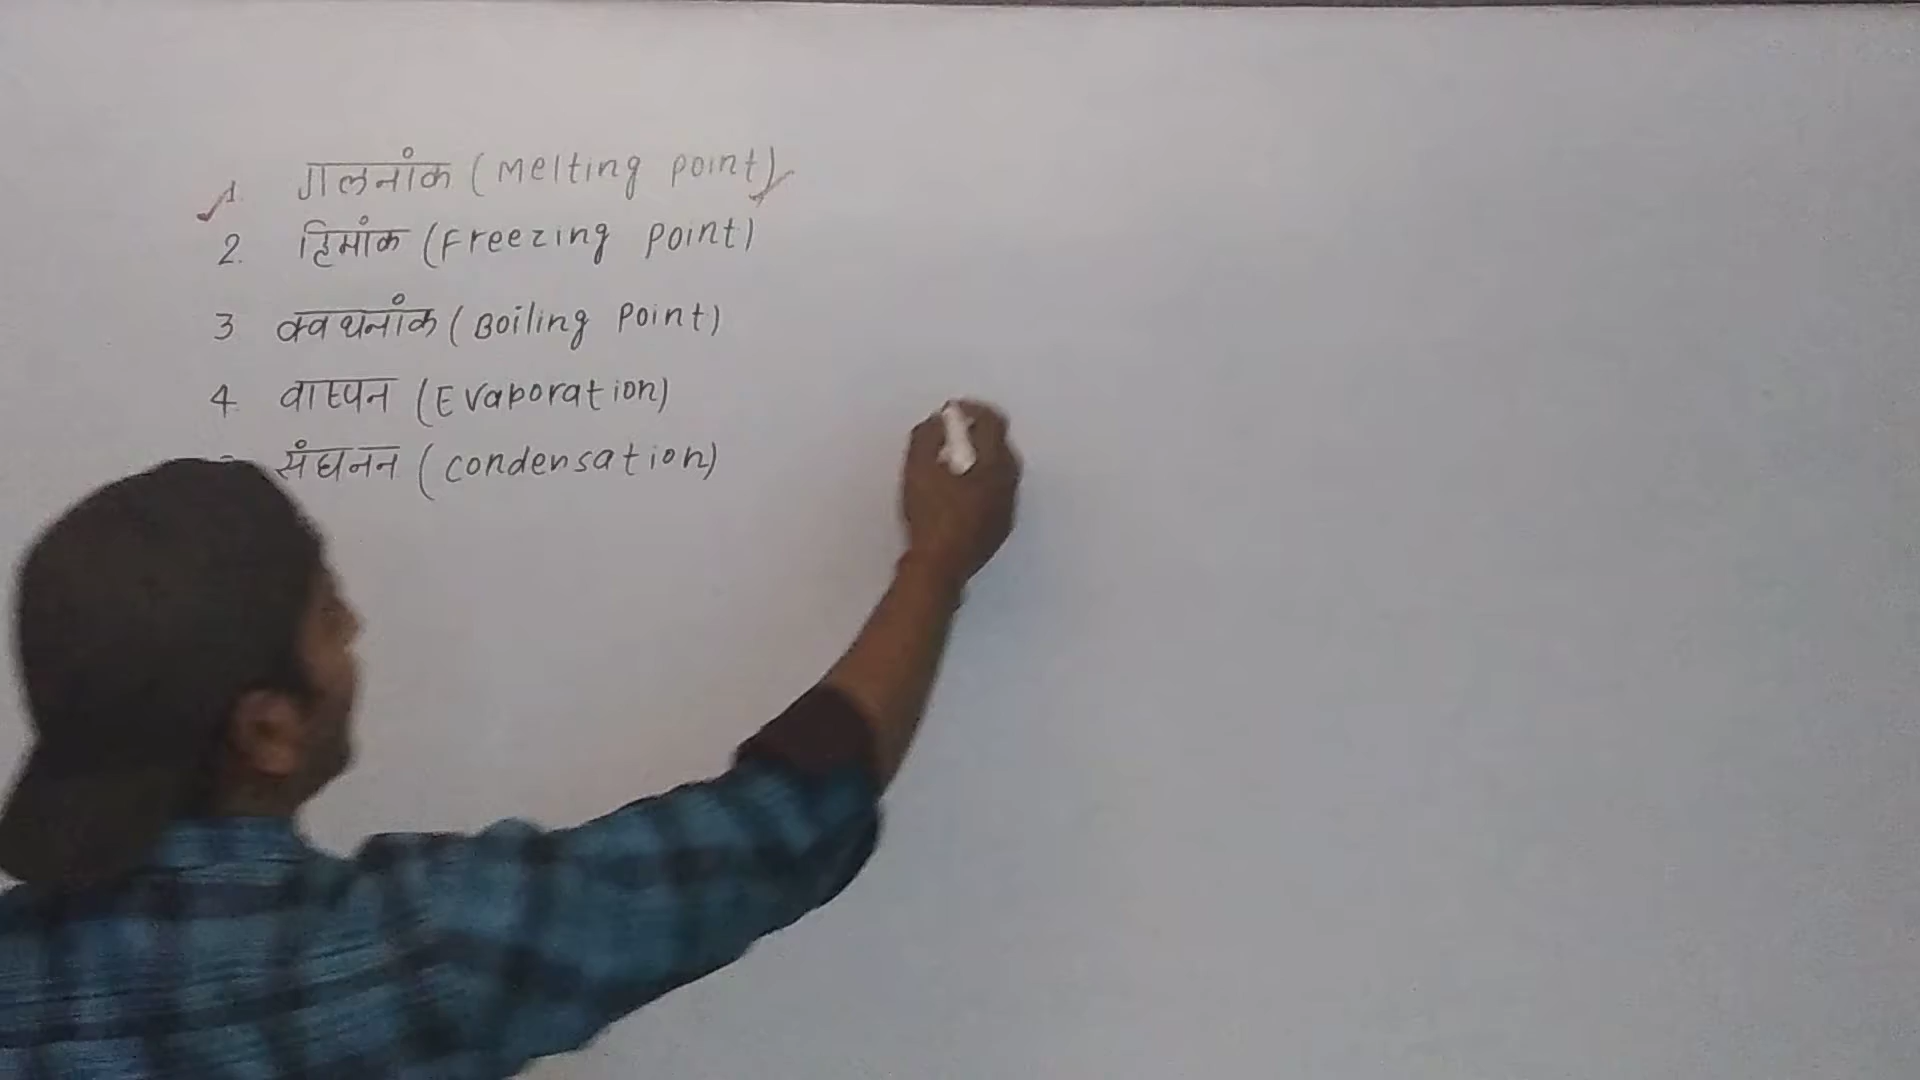 1. गलनांक (Melting point)
2. हिमांक (Freezing point)
3 क्वथनांक (Boiling Point)
4. वाष्पन (Evaporation)
संघनन (condensation)